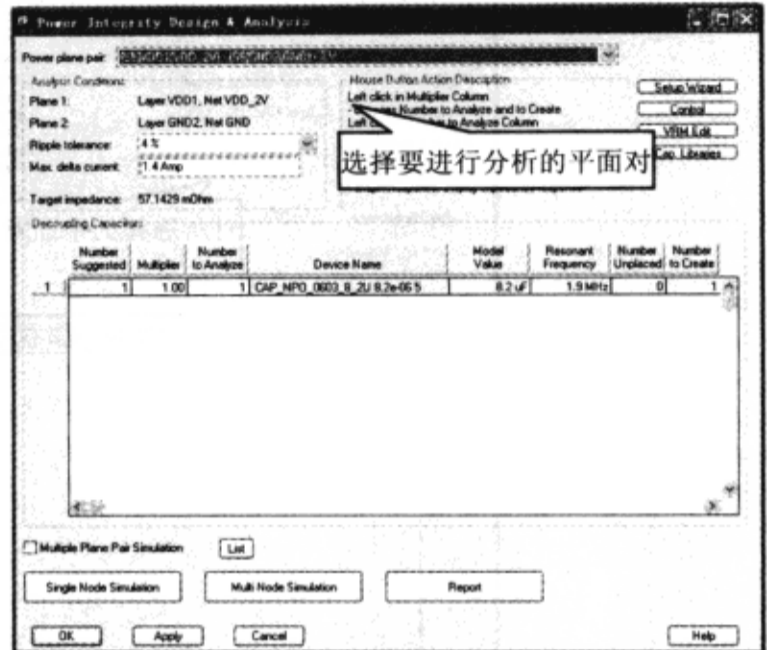 Power Integrity Design & Analysis
Power plane pair:
Analysis Conditions
Plane 1: Layer VDD1, Net VDD_2V
Plane 2: Layer GND2, Net GND
Ripple tolerance: 4 %
Max. delta current: 1.4 Amp
Target impedance: 57.1429 mOhm
Mouse Button Action Description
Left click in Multiplier Column
Number to Analyze and to Create
to Analyze Column
选择要进行分析的平面对
Setup Wizard
Control
VRM Edit
Cap. Libraries
Decoupling Capacitors
Number Suggested Multiplier Number to Analyze Device Name Model Value Resonant Frequency Number Unplaced Number to Create
1 1 1.00 1 CAP_NPO_0603_8_2U 8.2e-06 5 8.2 uF 1.9 MHz 0 1
Multiple Plane Pair Simulation List
Single Node Simulation Multi Node Simulation Report
OK Apply Cancel Help